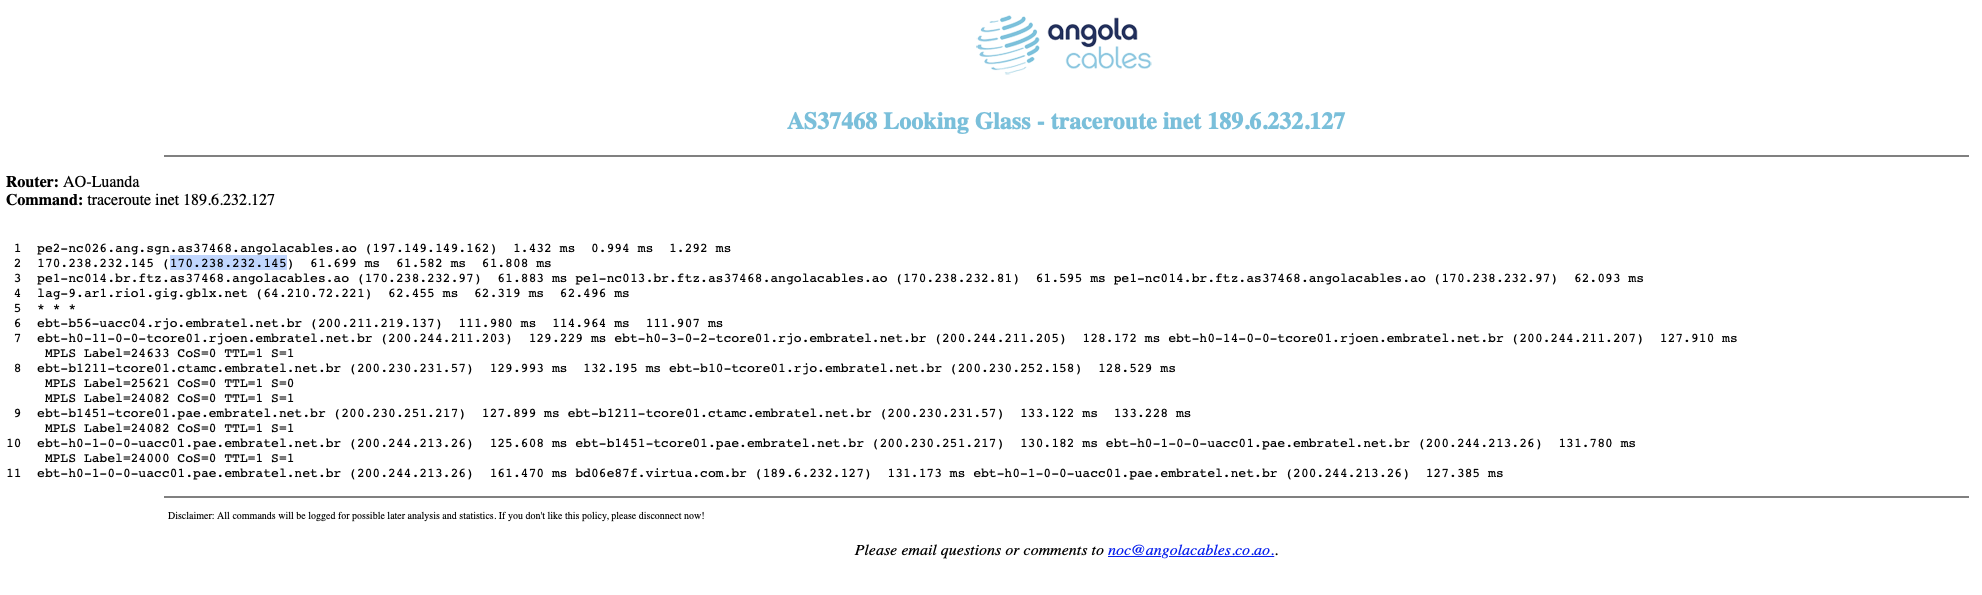 angola
cables
AS37468 Looking Glass - traceroute inet 189.6.232.127
Router: AO-Luanda
Command: traceroute inet 189.6.232.127
1 pe2-nc026.ang.sgn.as37468.angolacables.ao (197.149.149.162) 1.432 ms 0.994 ms 1.292 ms
2 170.238.232.145 (170.238.232.145) 61.699 ms 61.582 ms 61.808 ms
3 pe1-nc014.br.ftz.as37468.angolacables.ao (170.238.232.97) 61.883 ms pe1-nc013.br.ftz.as37468.angolacables.ao (170.238.232.81) 61.595 ms pe1-nc014.br.ftz.as37468.angolacables.ao (170.238.232.97) 62.093 ms
4 lag-9.ar1.rio1.gig.gblx.net (64.210.72.221) 62.455 ms 62.319 ms 62.496 ms
5 * * *
6 ebt-b56-uacc04.rjo.embratel.net.br (200.211.219.137) 111.980 ms 114.964 ms 111.907 ms
7 ebt-h0-11-0-0-tcore01.rjoen.embratel.net.br (200.244.211.203) 129.229 ms ebt-h0-3-0-2-tcore01.rjo.embratel.net.br (200.244.211.205) 128.172 ms ebt-h0-14-0-0-tcore01.rjoen.embratel.net.br (200.244.211.207) 127.910 ms
MPLS Label=24633 CoS=0 TTL=1 S=1
8 ebt-b1211-tcore01.ctamc.embratel.net.br (200.230.231.57) 129.993 ms 132.195 ms ebt-b10-tcore01.rjo.embratel.net.br (200.230.252.158) 128.529 ms
MPLS Label=25621 CoS=0 TTL=1 S=0
MPLS Label=24082 CoS=0 TTL=1 S=1
9 ebt-b1451-tcore01.pae.embratel.net.br (200.230.251.217) 127.899 ms ebt-b1211-tcore01.ctamc.embratel.net.br (200.230.231.57) 133.122 ms 133.228 ms
MPLS Label=24082 CoS=0 TTL=1 S=1
10 ebt-h0-1-0-0-uacc01.pae.embratel.net.br (200.244.213.26) 125.608 ms ebt-b1451-tcore01.pae.embratel.net.br (200.230.251.217) 130.182 ms ebt-h0-1-0-0-uacc01.pae.embratel.net.br (200.244.213.26) 131.780 ms
MPLS Label=24000 CoS=0 TTL=1 S=1
11 ebt-h0-1-0-0-uacc01.pae.embratel.net.br (200.244.213.26) 161.470 ms bd06e87f.virtua.com.br (189.6.232.127) 131.173 ms ebt-h0-1-0-0-uacc01.pae.embratel.net.br (200.244.213.26) 127.385 ms
Disclaimer: All commands will be logged for possible later analysis and statistics. If you don't like this policy, please disconnect now!
Please email questions or comments to noc@angolacables.co.ao..